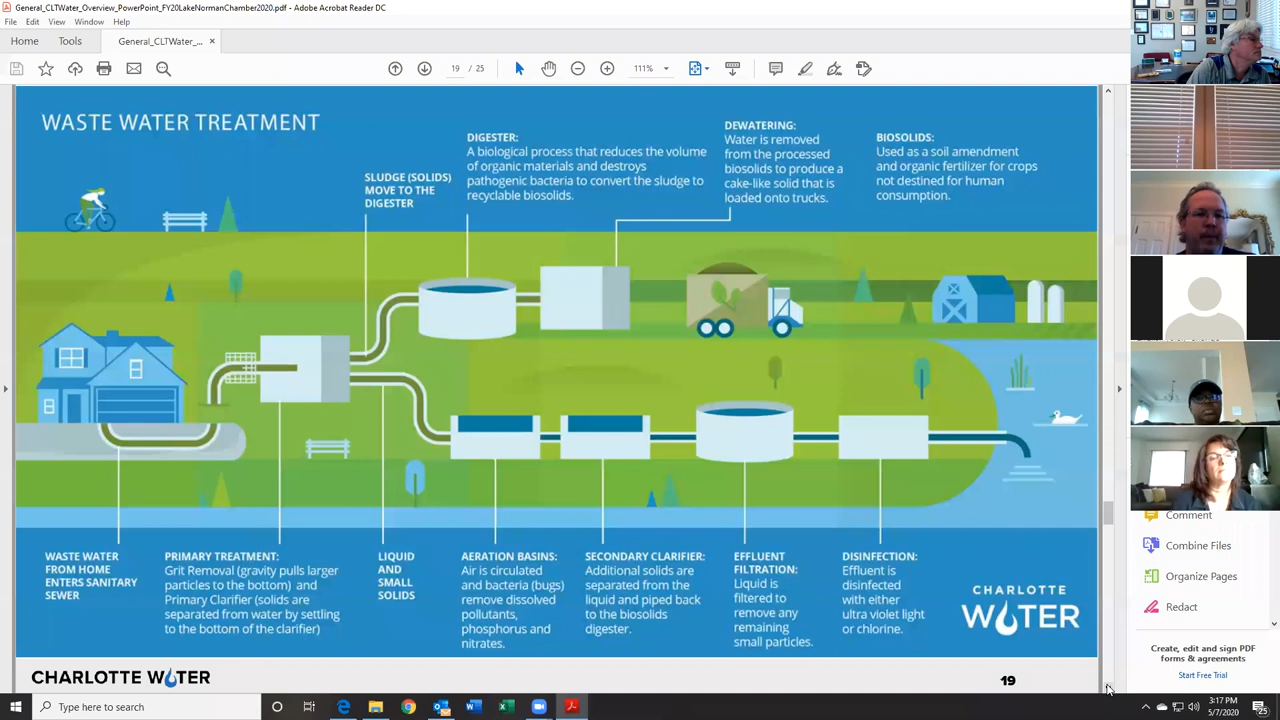 General_CLTWater_Overview_PowerPoint_FY20LakeNormanChamber2020.pdf - Adobe Acrobat Reader DC
File Edit View Window Help
Home Tools General_CLTWater_... ×
111%
WASTE WATER TREATMENT
SLUDGE (SOLIDS)
MOVE TO THE
DIGESTER
DIGESTER:
A biological process that reduces the volume
of organic materials and destroys
pathogenic bacteria to convert the sludge to
recyclable biosolids.
DEWATERING:
Water is removed
from the processed
biosolids to produce a
cake-like solid that is
loaded onto trucks.
BIOSOLIDS:
Used as a soil amendment
and organic fertilizer for crops
not destined for human
consumption.
WASTE WATER
FROM HOME
ENTERS SANITARY
SEWER
PRIMARY TREATMENT:
Grit Removal (gravity pulls larger
particles to the bottom) and
Primary Clarifier (solids are
separated from water by settling
to the bottom of the clarifier)
LIQUID
AND
SMALL
SOLIDS
AERATION BASINS:
Air is circulated
and bacteria (bugs)
remove dissolved
pollutants,
phosphorus and
nitrates.
SECONDARY CLARIFIER:
Additional solids are
separated from the
liquid and piped back
to the biosolids
digester.
EFFLUENT
FILTRATION:
Liquid is
filtered to
remove any
remaining
small particles.
DISINFECTION:
Effluent is
disinfected
with either
ultra violet light
or chlorine.
CHARLOTTE
WATER
CHARLOTTE WATER
19
Comment
Combine Files
Organize Pages
Redact
Create, edit and sign PDF
forms & agreements
Start Free Trial
Type here to search
3:17 PM
5/7/2020
25